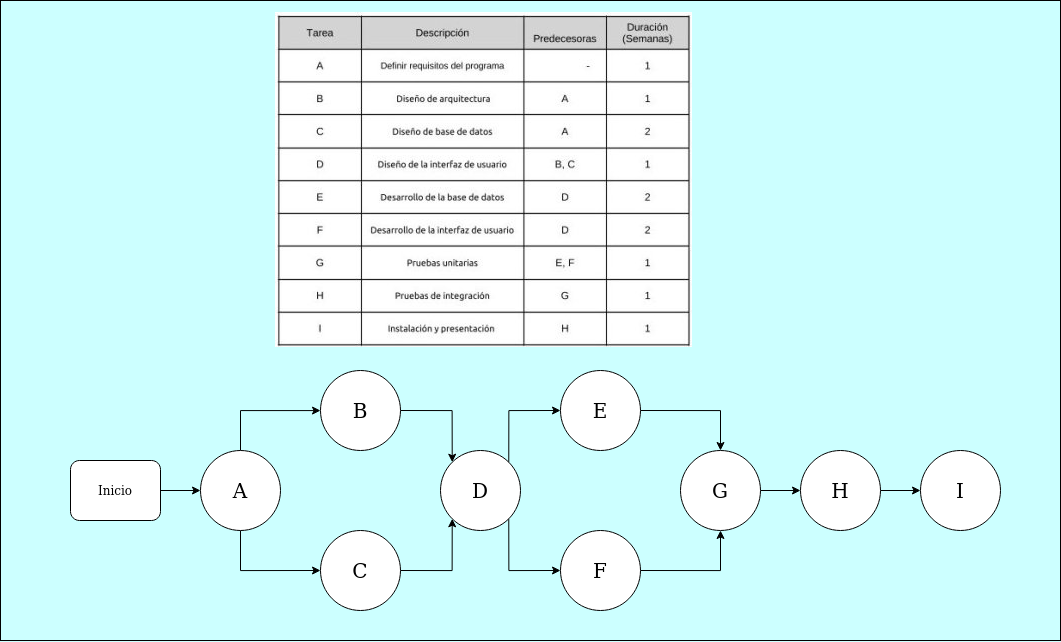 Tarea Descripción Predecesoras Duración
(Semanas)
A Definir requisitos del programa - 1
B Diseño de arquitectura A 1
C Diseño de base de datos A 2
D Diseño de la interfaz de usuario B, C 1
E Desarrollo de la base de datos D 2
F Desarrollo de la interfaz de usuario D 2
G Pruebas unitarias E, F 1
H Pruebas de integración G 1
I Instalación y presentación H 1
B E
Inicio A D G H I
C F